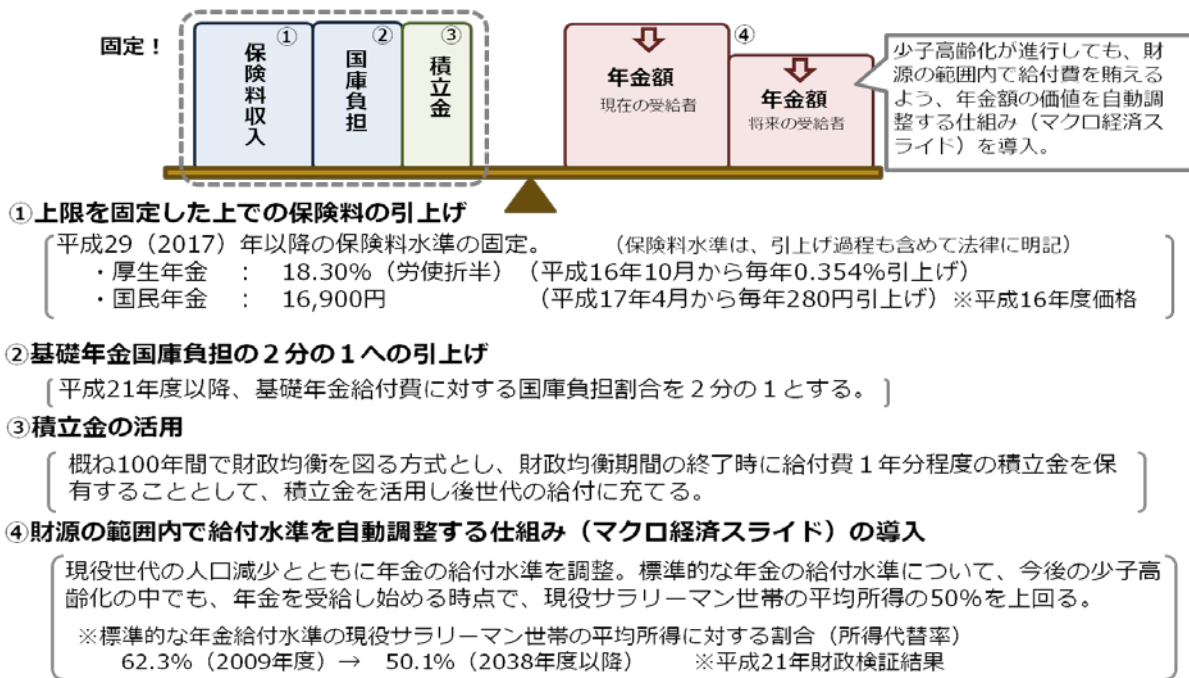 固定！
① 保険料収入
② 国庫負担
③ 積立金
年金額
現在の受給者
④
年金額
将来の受給者
少子高齢化が進行しても、財
源の範囲内で給付費を賄える
よう、年金額の価値を自動調
整する仕組み（マクロ経済ス
ライド）を導入。
①上限を固定した上での保険料の引上げ
平成29（2017）年以降の保険料水準の固定。 （保険料水準は、引上げ過程も含めて法律に明記）
・厚生年金 ： 18.30%（労使折半）（平成16年10月から毎年0.354%引上げ）
・国民年金 ： 16,900円 （平成17年4月から毎年280円引上げ）※平成16年度価格
②基礎年金国庫負担の２分の１への引上げ
平成21年度以降、基礎年金給付費に対する国庫負担割合を２分の１とする。
③積立金の活用
概ね100年間で財政均衡を図る方式とし、財政均衡期間の終了時に給付費１年分程度の積立金を保
有することとして、積立金を活用し後世代の給付に充てる。
④財源の範囲内で給付水準を自動調整する仕組み（マクロ経済スライド）の導入
現役世代の人口減少とともに年金の給付水準を調整。標準的な年金の給付水準について、今後の少子高
齢化の中でも、年金を受給し始める時点で、現役サラリーマン世帯の平均所得の50%を上回る。
※標準的な年金給付水準の現役サラリーマン世帯の平均所得に対する割合（所得代替率）
62.3%（2009年度）→ 50.1%（2038年度以降） ※平成21年財政検証結果